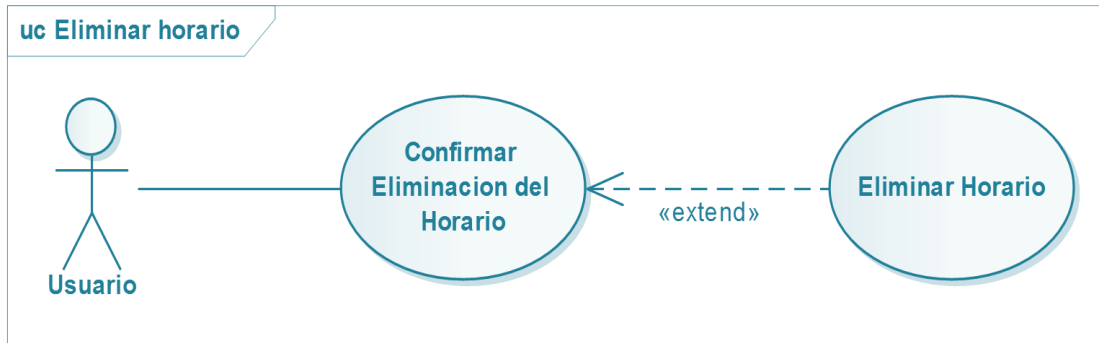 uc Eliminar horario
Confirmar
Eliminacion del
Horario
Eliminar Horario
«extend»
Usuario